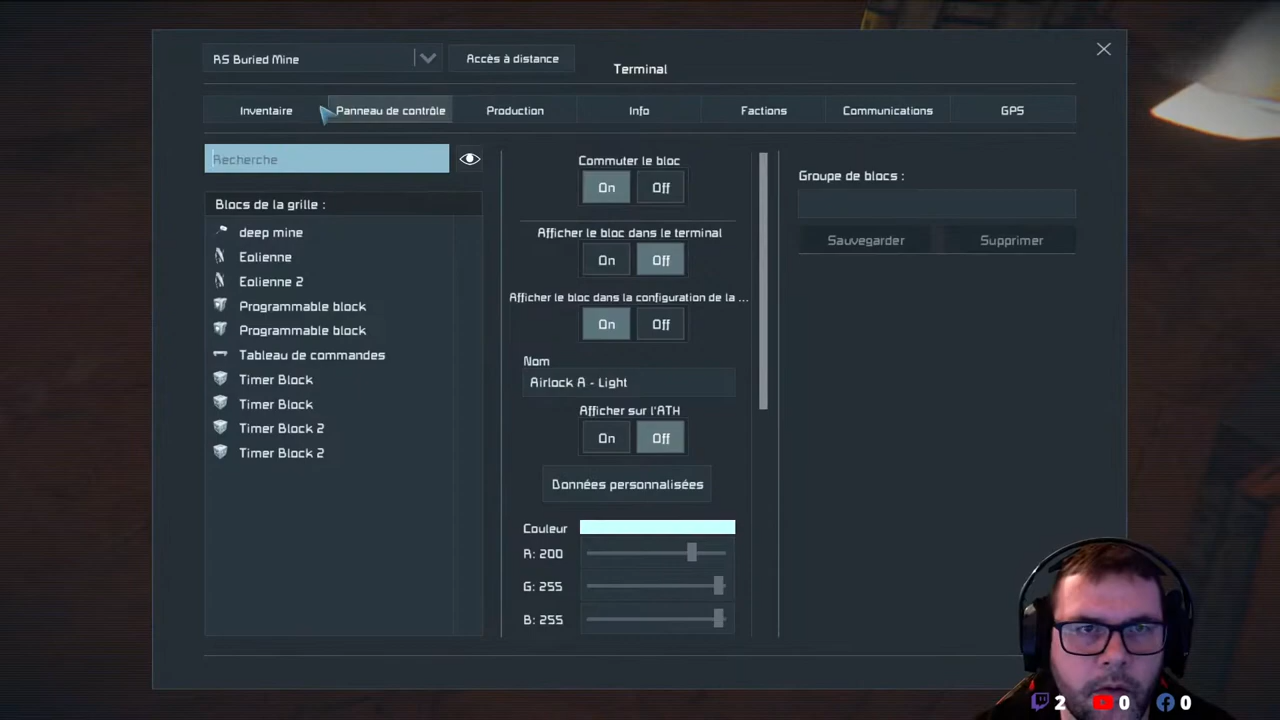 RS Buried Mine
Accès à distance
Terminal
Inventaire
Panneau de contrôle
Production
Info
Factions
Communications
GPS
Recherche
Blocs de la grille :
deep mine
Eolienne
Eolienne 2
Programmable block
Programmable block
Tableau de commandes
Timer Block
Timer Block
Timer Block 2
Timer Block 2
Commuter le bloc
On Off
Afficher le bloc dans le terminal
On Off
Afficher le bloc dans la configuration de la ...
On Off
Nom
Airlock A - Light
Afficher sur l'ATH
On Off
Données personnalisées
Couleur
R: 200
G: 255
B: 255
Groupe de blocs :
Sauvegarder
Supprimer
2 0 0